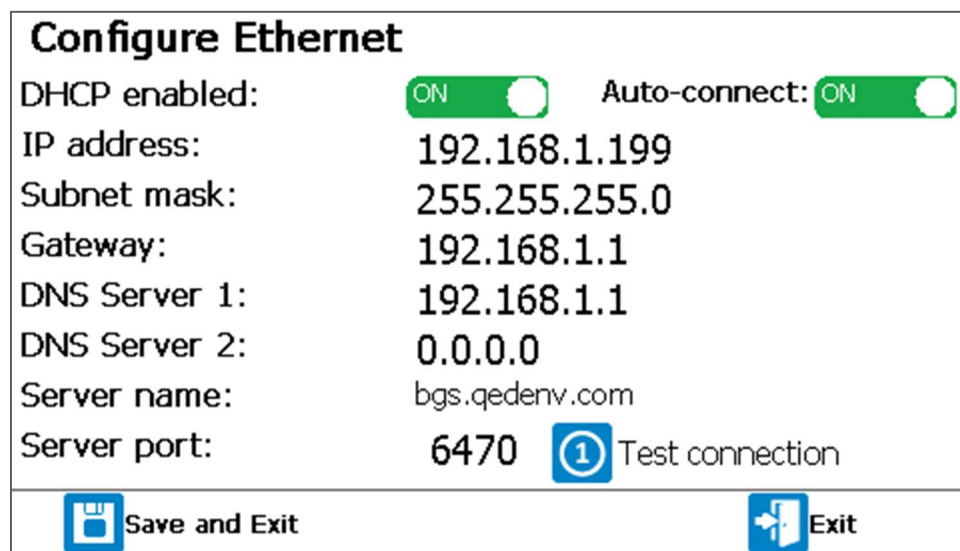 Configure Ethernet
DHCP enabled: ON Auto-connect: ON
IP address: 192.168.1.199
Subnet mask: 255.255.255.0
Gateway: 192.168.1.1
DNS Server 1: 192.168.1.1
DNS Server 2: 0.0.0.0
Server name: bgs.qedenv.com
Server port: 6470 1 Test connection
Save and Exit Exit